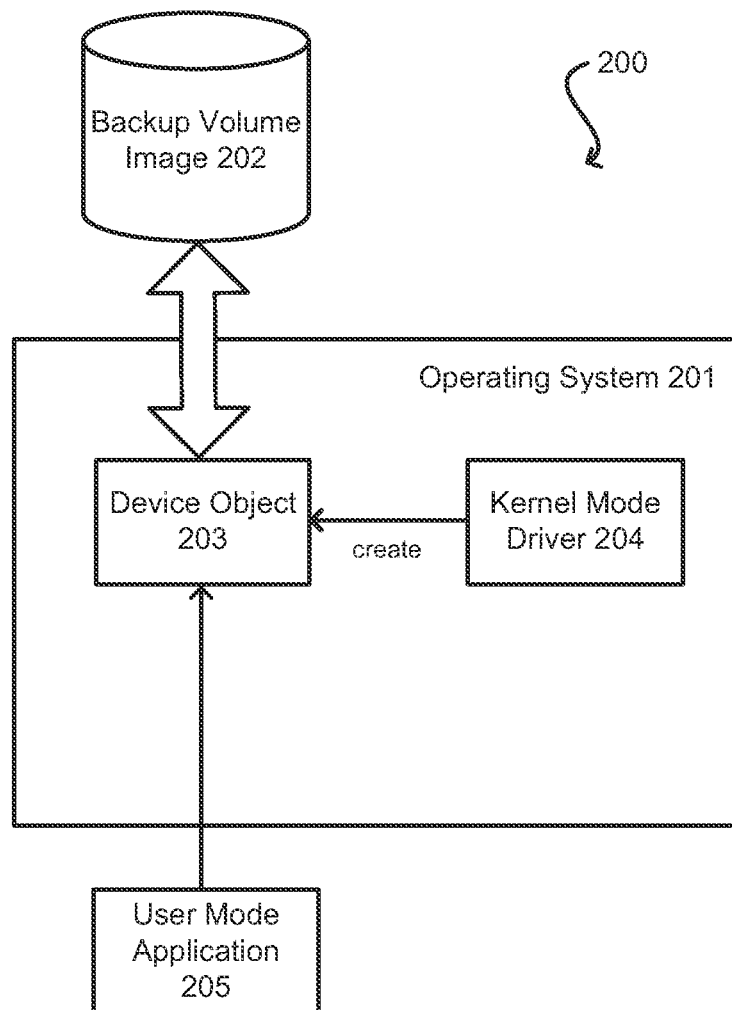 200
Backup Volume
Image 202
Operating System 201
Device Object
203
create
Kernel Mode
Driver 204
User Mode
Application
205